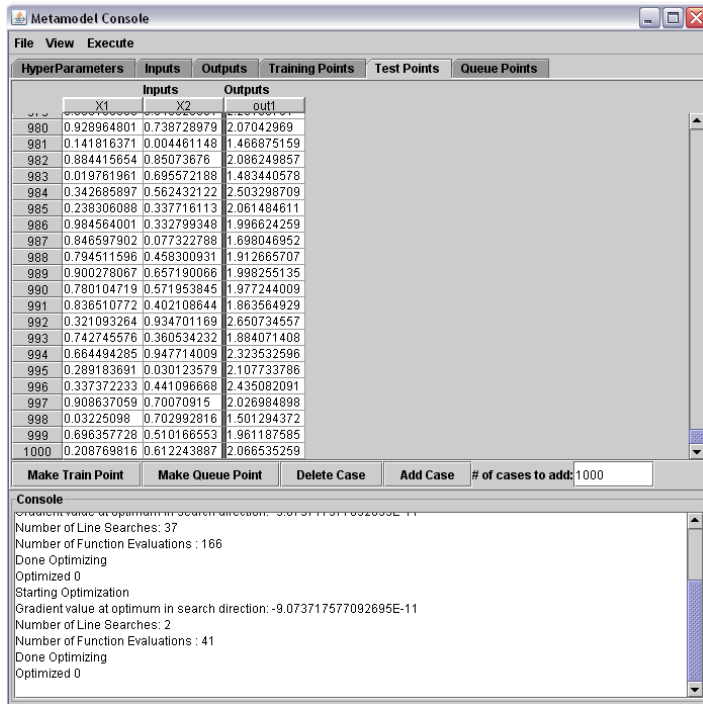 Metamodel Console
File View Execute
HyperParameters Inputs Outputs Training Points Test Points Queue Points
Inputs Outputs
X1 X2 out1
980 0.928964801 0.738728979 2.07042969
981 0.141816371 0.004461148 1.466875159
982 0.884415654 0.85073676 2.086249857
983 0.019761961 0.695572188 1.483440578
984 0.342685897 0.562432122 2.503298709
985 0.238306088 0.337716113 2.061484611
986 0.984564001 0.332799348 1.996624259
987 0.846597902 0.077322788 1.698046952
988 0.794511596 0.458300931 1.912665707
989 0.900278067 0.657190066 1.998255135
990 0.780104719 0.571953845 1.977244009
991 0.836510772 0.402108644 1.863564929
992 0.321093264 0.934701169 2.650734557
993 0.742745576 0.360534232 1.884071408
994 0.664494285 0.947714009 2.323532596
995 0.289183691 0.030123579 2.107733786
996 0.337372233 0.441096668 2.435082091
997 0.908637059 0.70070915 2.026984898
998 0.03225098 0.702992816 1.501294372
999 0.696357728 0.510166553 1.961187585
1000 0.208769816 0.612243887 2.066535259
Make Train Point Make Queue Point Delete Case Add Case # of cases to add: 1000
Console
Gradient value at optimum in search direction:
Number of Line Searches: 37
Number of Function Evaluations : 166
Done Optimizing
Optimized 0
Starting Optimization
Gradient value at optimum in search direction: -9.073717577092695E-11
Number of Line Searches: 2
Number of Function Evaluations : 41
Done Optimizing
Optimized 0